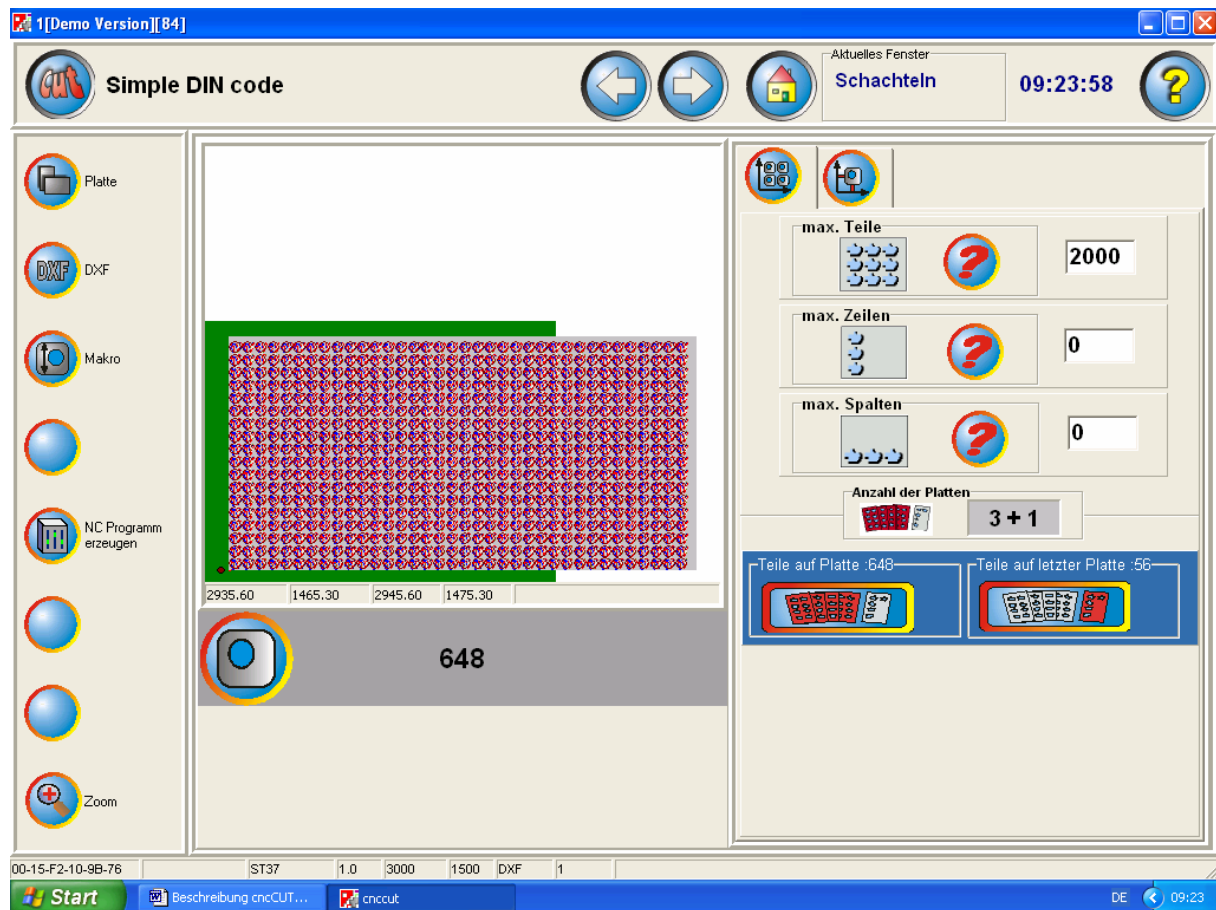 1[Demo Version][84]
cut
Simple DIN code
Aktuelles Fenster
Schachteln
09:23:58
?
Platte
DXF DXF
Makro
NC Programm
erzeugen
Zoom
2935.60 1465.30 2945.60 1475.30
648
max. Teile
? 2000
max. Zeilen
? 0
max. Spalten
? 0
Anzahl der Platten
3 + 1
Teile auf Platte :648
Teile auf letzter Platte :56
00-15-F2-10-9B-76 ST37 1.0 3000 1500 DXF 1
Start Beschreibung cncCUT... cnccut DE 09:23